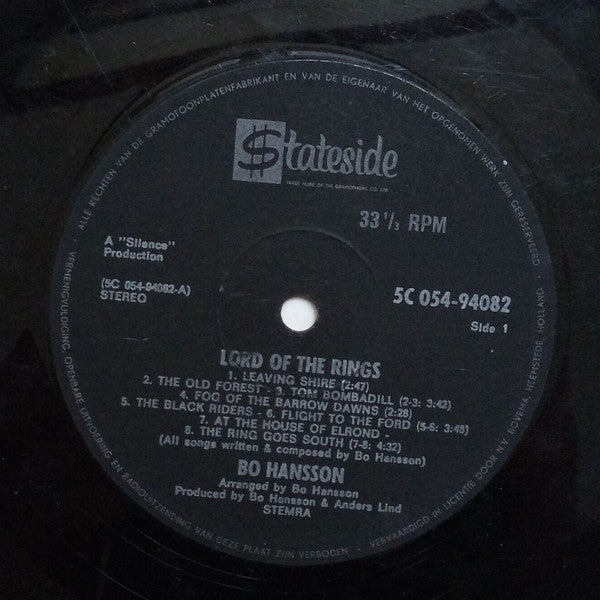 $tateside
TRADE MARK OF THE GRAMOPHONE CO. LTD
33 1/3 RPM
A "Silence"
Production
(5C 054-94082-A)
STEREO
5C 054-94082
Side 1
LORD OF THE RINGS
1. LEAVING SHIRE (2:47)
2. THE OLD FOREST - 3. TOM BOMBADILL (2-3: 3:42)
4. FOG OF THE BARROW DAWNS (2:28)
5. THE BLACK RIDERS - 6. FLIGHT TO THE FORD (5-6: 3:48)
7. AT THE HOUSE OF ELROND -
8. THE RING GOES SOUTH (7-8: 4:32)
(All songs written & composed by Bo Hansson)
BO HANSSON
Arranged by Bo Hansson
Produced by Bo Hansson & Anders Lind
STEMRA
ALLE RECHTEN VAN DE GRAMOFOONPLATENFABRIKANT EN VAN DE EIGENAAR VAN HET OPGENOMEN WERK ZIJN GERESERVEERD
VERMENIGVULDIGING, OPENBARE UITVOERING EN RADIOUITZENDING VAN DEZE PLAAT ZIJN VERBODEN · VERVAARDIGD IN LICENTIE DOOR N.V. BOVEMA, HEEMSTEDE, HOLLAND ·